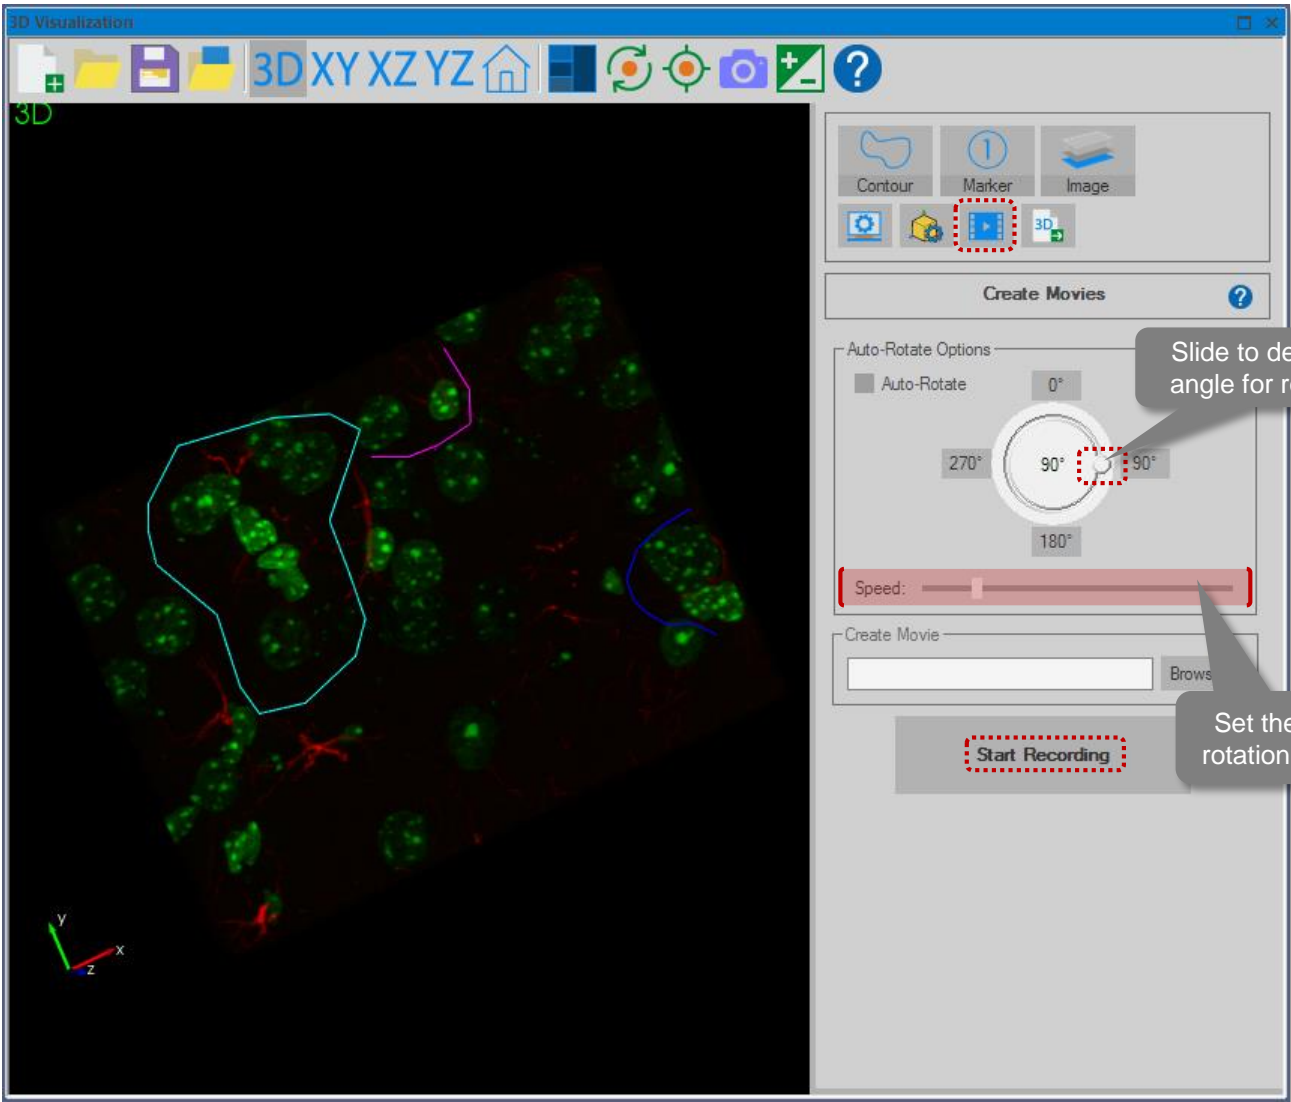 3D Visualization
3D XY XZ YZ
3D
Contour
Marker
Image
3D
Create Movies
Auto-Rotate Options
Auto-Rotate
0°
270°
90°
90°
180°
Slide to
angle for
Speed:
Create Movie
Set the
rotation
Start Recording
y
x
z